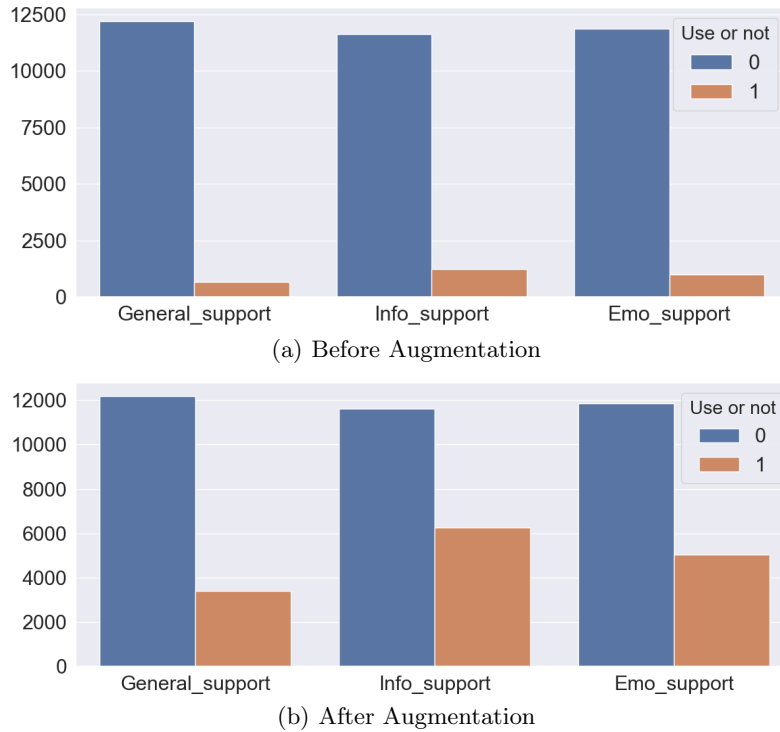 12500
10000
7500
5000
2500
0
Use or not
0
1
General_support Info_support Emo_support
(a) Before Augmentation
12000
10000
8000
6000
4000
2000
0
Use or not
0
1
General_support Info_support Emo_support
(b) After Augmentation